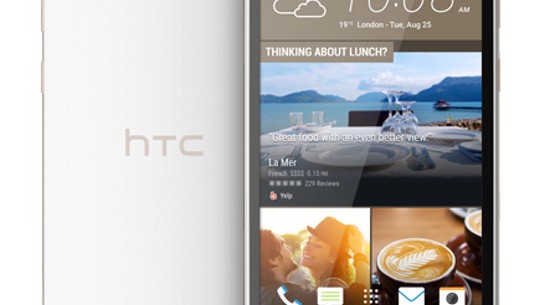 10:08 AM
19° London - Tue, Aug 25
THINKING ABOUT LUNCH?
"Great food with an even better view."
La Mer
French $$$$ 0.15 mi
229 Reviews
Yelp
hTC